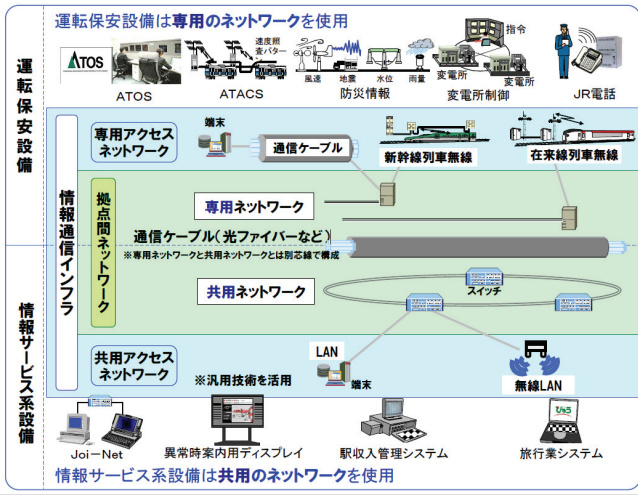 運転保安設備は専用のネットワークを使用
運転保安設備
ATOS
ATOS
速度照査パターン
ATACS
風速
地震
水位
雨量
防災情報
指令
変電所
変電所
変電所制御
JR電話
情報通信インフラ
専用アクセス
ネットワーク
端末
通信ケーブル
新幹線列車無線
在来線列車無線
拠点間ネットワーク
専用ネットワーク
通信ケーブル(光ファイバーなど)
※専用ネットワークと共用ネットワークとは別芯線で構成
共用ネットワーク
スイッチ
情報サービス系設備
共用アクセス
ネットワーク
※汎用技術を活用
LAN
端末
無線LAN
Joi-Net
異常時案内用ディスプレイ
駅収入管理システム
びゅう
旅行業システム
情報サービス系設備は共用のネットワークを使用